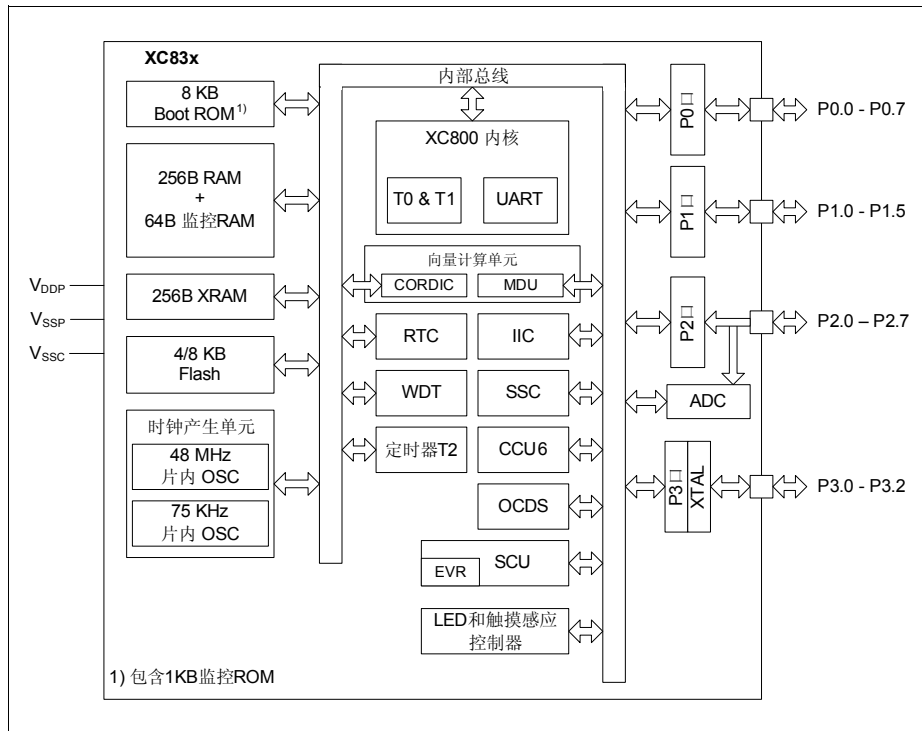 XC83x
内部总线
8 KB
Boot ROM1)
256B RAM
+
64B 监控RAM
256B XRAM
4/8 KB
Flash
时钟产生单元
48 MHz
片内 OSC
75 KHz
片内 OSC
VDDP
VSSP
VSSC
XC800 内核
T0 & T1
UART
向量计算单元
CORDIC
MDU
RTC
IIC
WDT
SSC
定时器T2
CCU6
OCDS
SCU
EVR
LED和触摸感应
控制器
P0口
P0.0 - P0.7
P1口
P1.0 - P1.5
P2口
P2.0 – P2.7
ADC
P3口
XTAL
P3.0 - P3.2
1) 包含1KB监控ROM